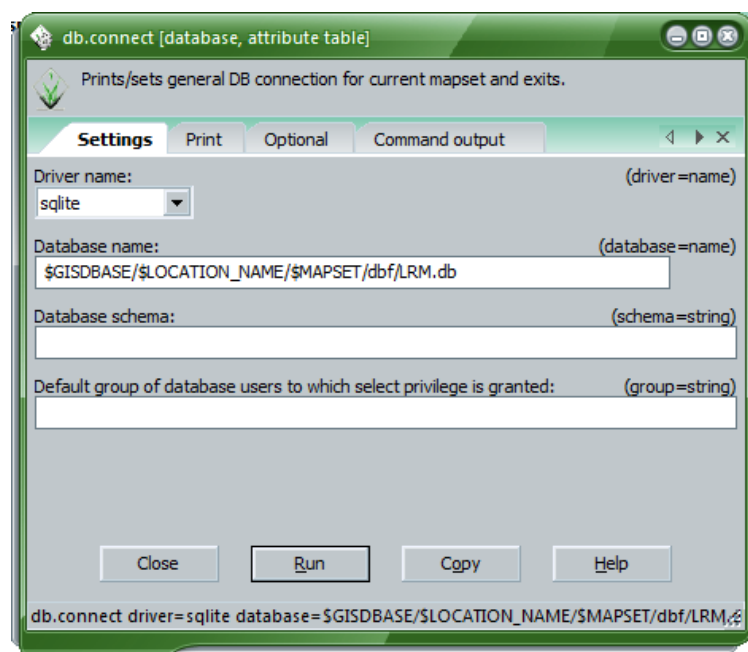 db.connect [database, attribute table]
Prints/sets general DB connection for current mapset and exits.
Settings Print Optional Command output
Driver name: (driver=name)
sqlite
Database name: (database=name)
$GISDBASE/$LOCATION_NAME/$MAPSET/dbf/LRM.db
Database schema: (schema=string)
Default group of database users to which select privilege is granted: (group=string)
Close Run Copy Help
db.connect driver=sqlite database=$GISDBASE/$LOCATION_NAME/$MAPSET/dbf/LRM